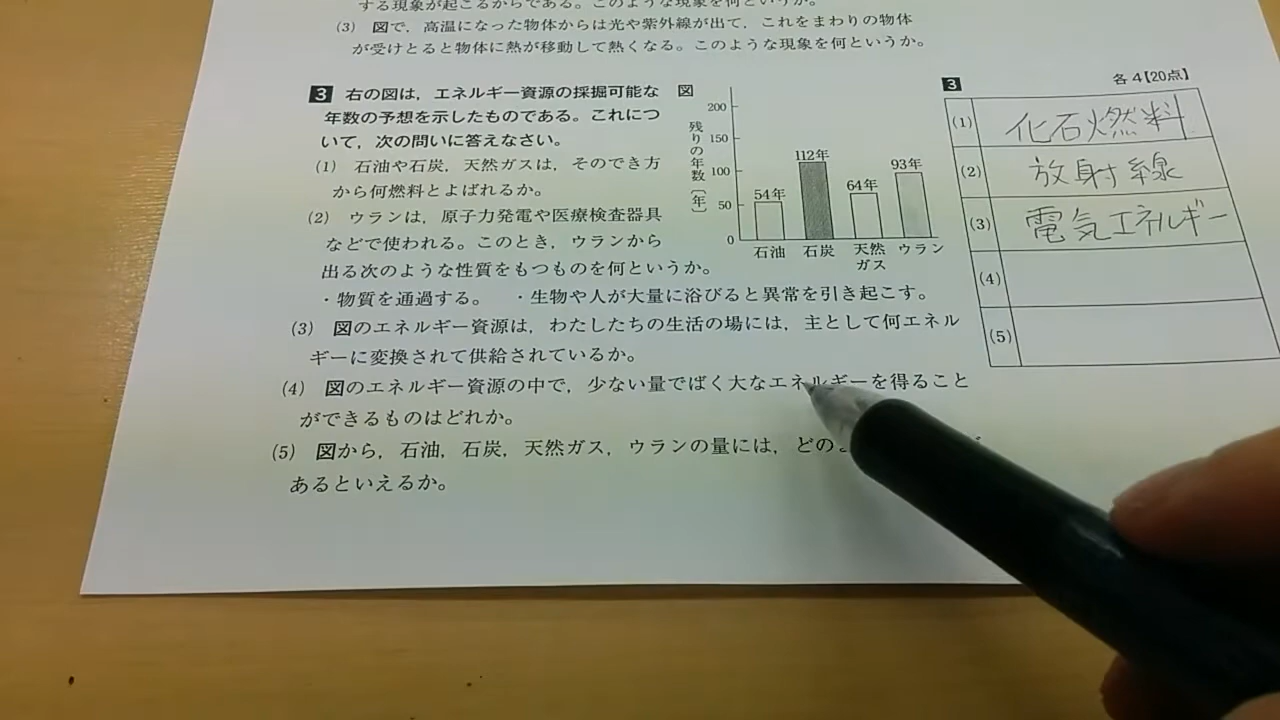 する現象が起こるからである。このような現象を何というか。
(3) 図で，高温になった物体からは光や紫外線が出て，これをまわりの物体
が受けとると物体に熱が移動して熱くなる。このような現象を何というか。
3 右の図は，エネルギー資源の採掘可能な
年数の予想を示したものである。これにつ
いて，次の問いに答えなさい。
(1) 石油や石炭，天然ガスは，そのでき方
から何燃料とよばれるか。
(2) ウランは，原子力発電や医療検査器具
などで使われる。このとき，ウランから
出る次のような性質をもつものを何というか。
・物質を通過する。 ・生物や人が大量に浴びると異常を引き起こす。
(3) 図のエネルギー資源は，わたしたちの生活の場には，主として何エネル
ギーに変換されて供給されているか。
(4) 図のエネルギー資源の中で，少ない量でばく大なエネルギーを得ること
ができるものはどれか。
(5) 図から，石油，石炭，天然ガス，ウランの量には，どの
あるといえるか。
図
残りの年数〔年〕
200
150
100
50
0
54年
112年
64年
93年
石油
石炭
天然
ガス
ウラン
3 各4【20点】
(1) 化石燃料
(2) 放射線
(3) 電気エネルギー
(4)
(5)